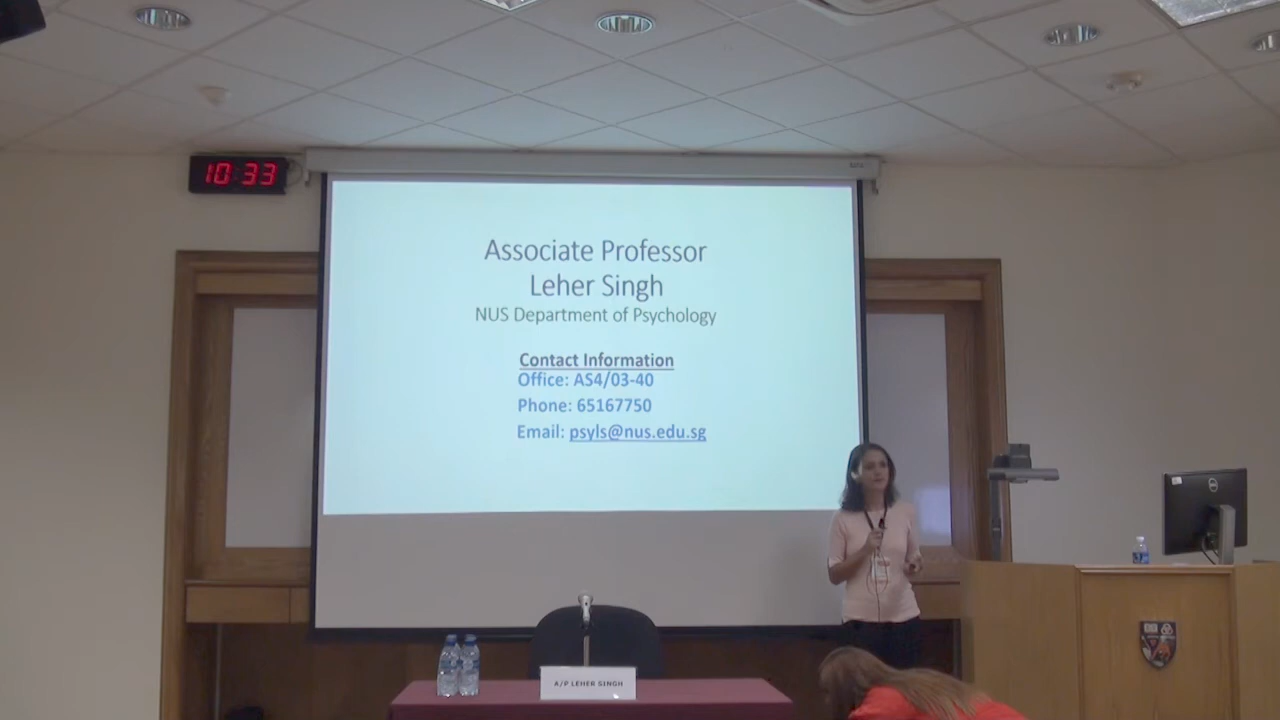 10:33
Associate Professor
Leher Singh
NUS Department of Psychology
Contact Information
Office: AS4/03-40
Phone: 65167750
Email: psyls@nus.edu.sg
DELL
A/P LEHER SINGH